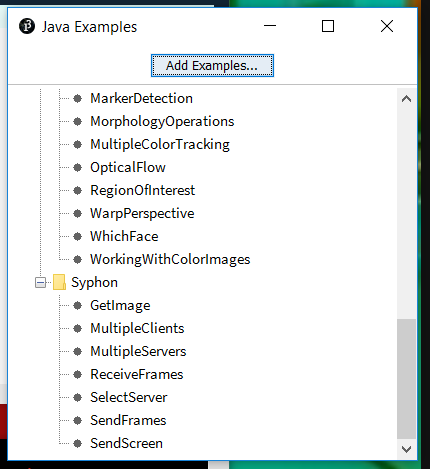 Java Examples
Add Examples...
MarkerDetection
MorphologyOperations
MultipleColorTracking
OpticalFlow
RegionOfInterest
WarpPerspective
WhichFace
WorkingWithColorImages
Syphon
GetImage
MultipleClients
MultipleServers
ReceiveFrames
SelectServer
SendFrames
SendScreen